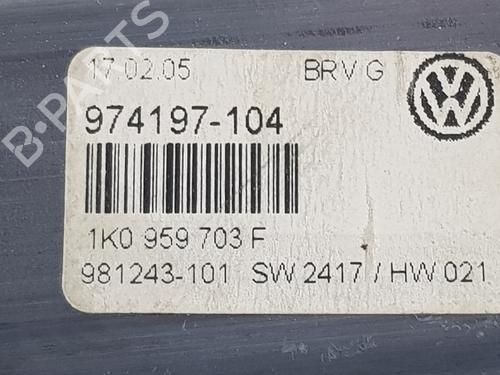 17.02.05 BRV G
974197-104
1K0 959 703 F
981243-101 SW 2417 / HW 021
B-PARTS